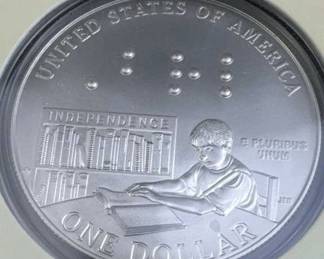 UNITED STATES OF AMERICA
⠠⠃⠗⠇
INDEPENDENCE
E PLURIBUS
UNUM
ONE DOLLAR